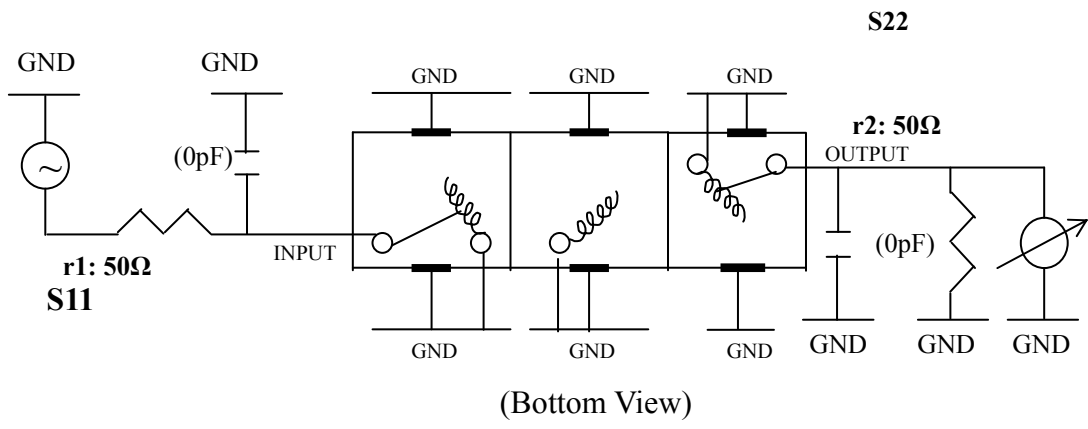 S22
GND
GND
GND
GND
GND
r2: 50Ω
(0pF)
OUTPUT
INPUT
(0pF)
r1: 50Ω
S11
GND
GND
GND
GND
GND
GND
(Bottom View)